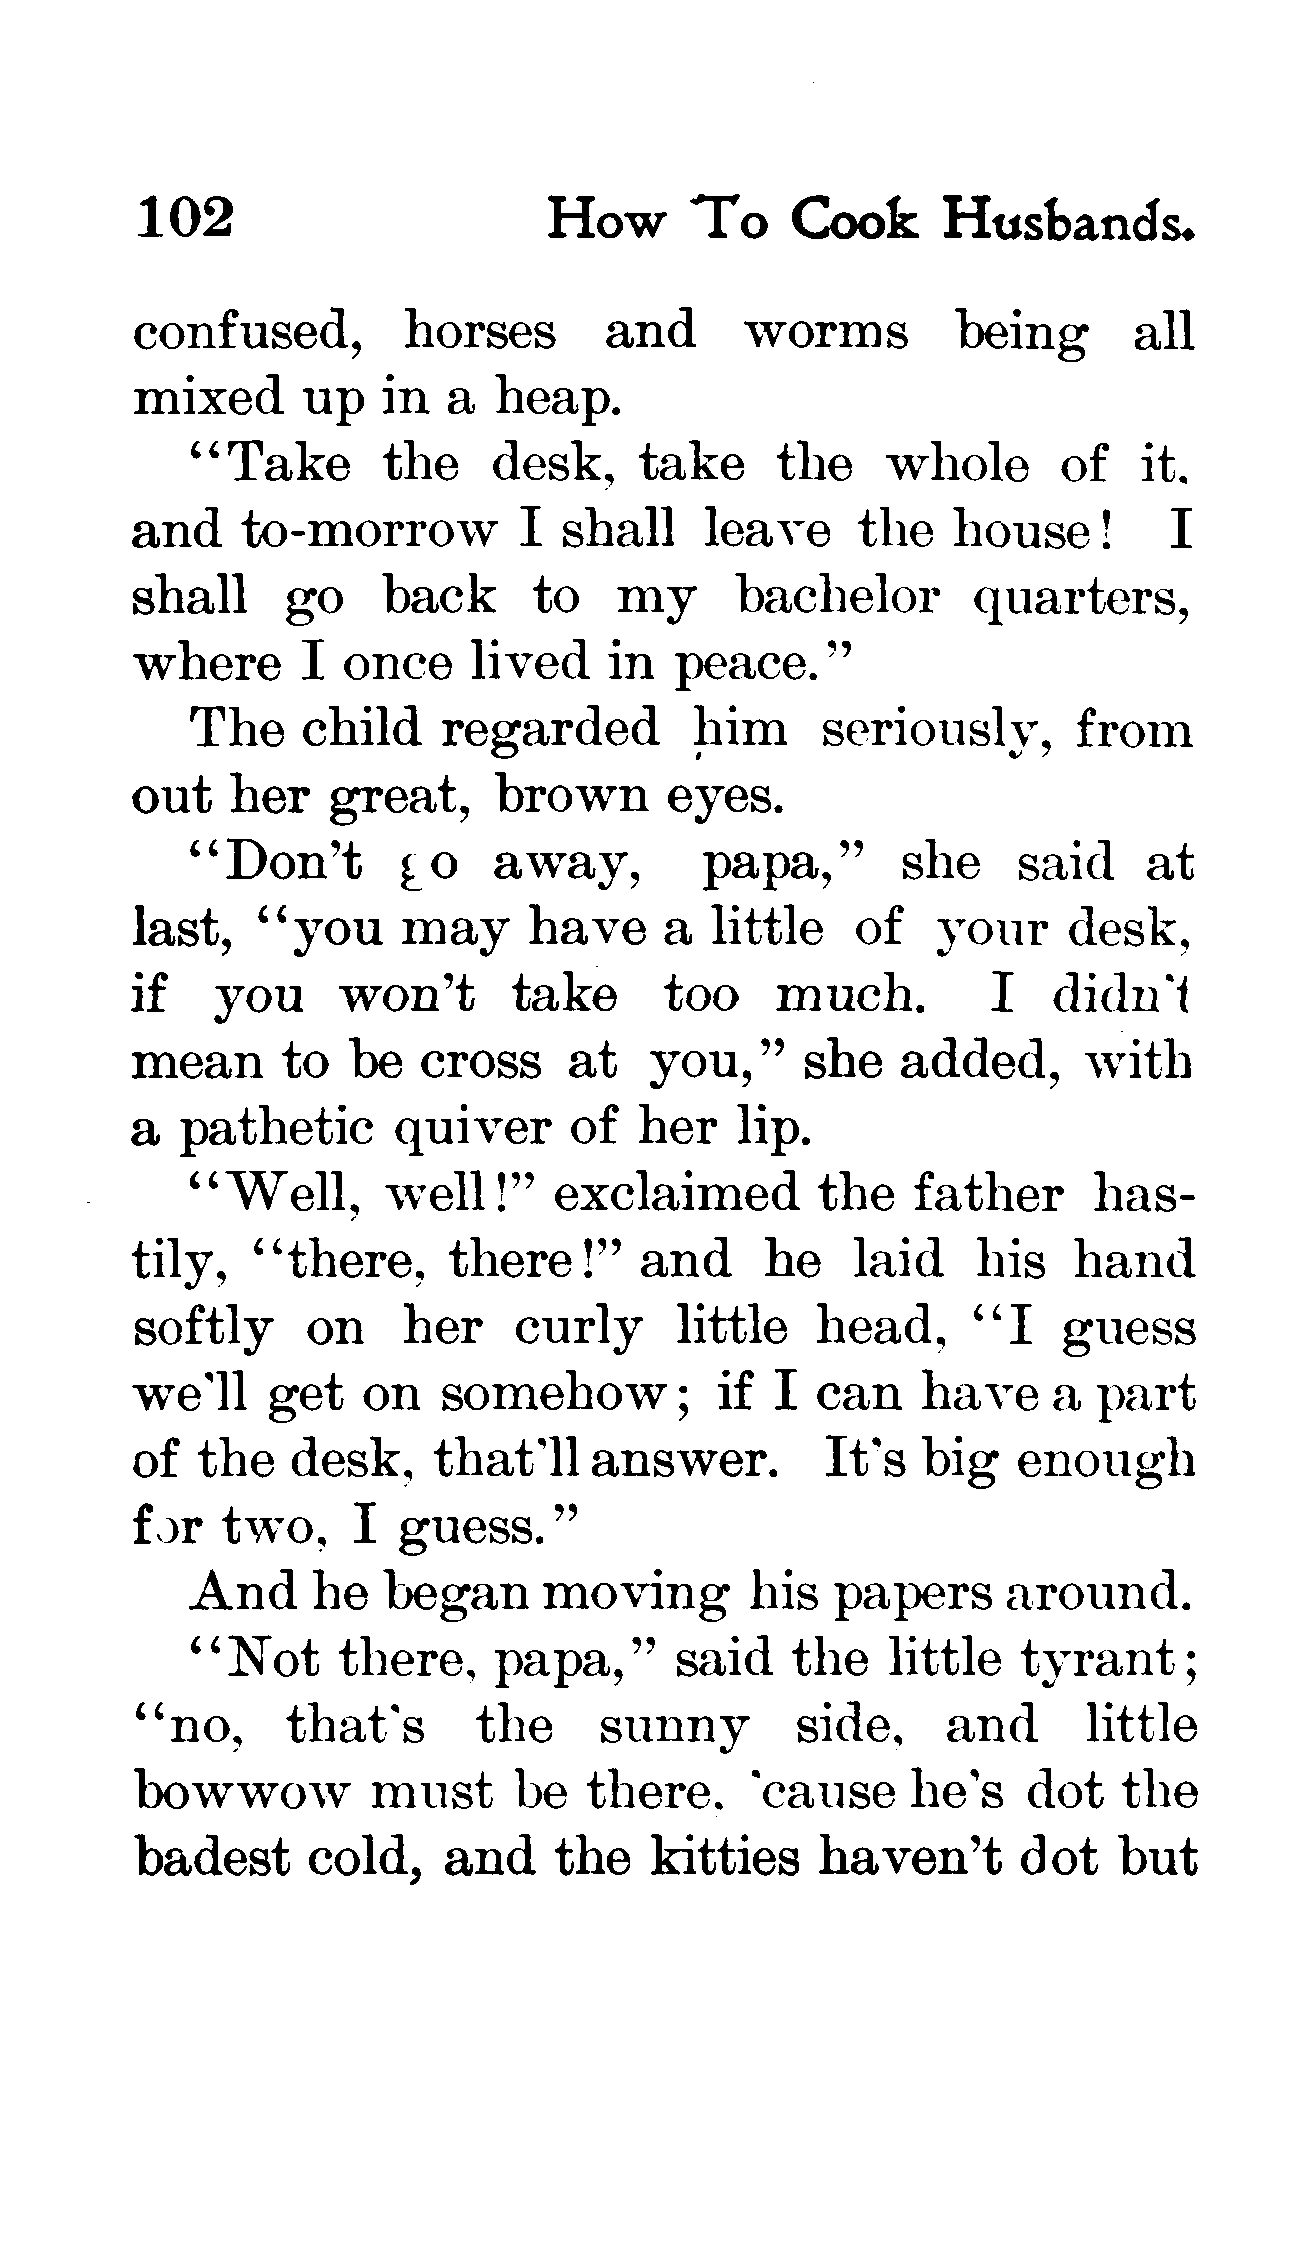 102 How To Cook Husbands.
confused, horses and worms being all
mixed up in a heap.
"Take the desk, take the whole of it.
and to-morrow I shall leave the house! I
shall go back to my bachelor quarters,
where I once lived in peace."
The child regarded him seriously, from
out her great, brown eyes.
"Don't go away, papa," she said at
last, "you may have a little of your desk,
if you won't take too much. I didn't
mean to be cross at you," she added, with
a pathetic quiver of her lip.
"Well, well!" exclaimed the father has-
tily, "there, there!" and he laid his hand
softly on her curly little head, "I guess
we'll get on somehow; if I can have a part
of the desk, that'll answer. It's big enough
for two, I guess."
And he began moving his papers around.
"Not there, papa," said the little tyrant;
"no, that's the sunny side, and little
bowwow must be there. 'cause he's dot the
badest cold, and the kitties haven't dot but